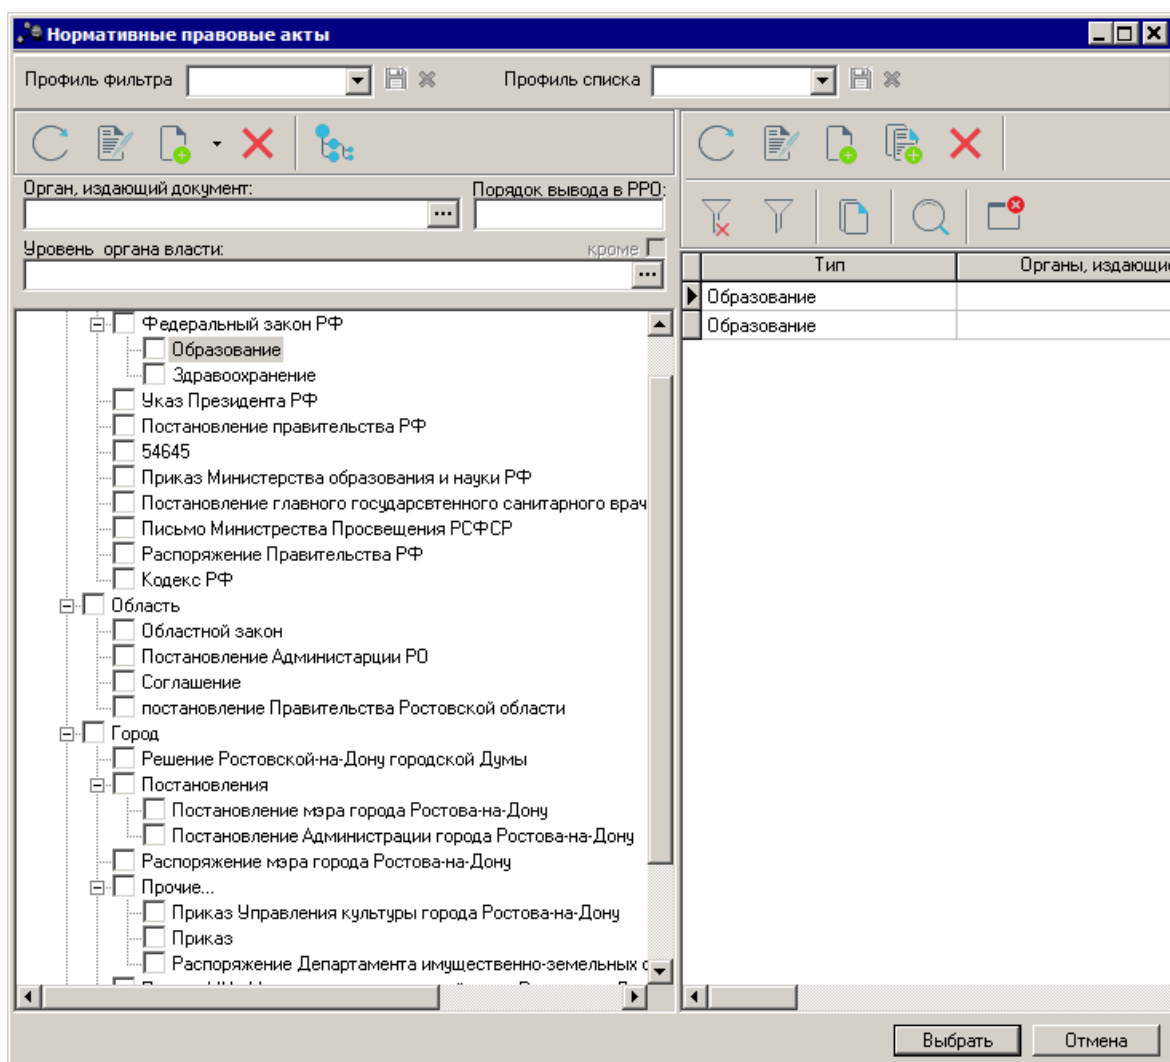 Нормативные правовые акты
Профиль фильтра
Профиль списка
Орган, издающий документ:
Порядок вывода в РРО:
Уровень органа власти:
кроме
Тип
Органы, издающи
Образование
Образование
Федеральный закон РФ
Образование
Здравоохранение
Указ Президента РФ
Постановление правительства РФ
54645
Приказ Министерства образования и науки РФ
Постановление главного государсвтенного санитарного врач
Письмо Министрества Просвещения РСФСР
Распоряжение Правительства РФ
Кодекс РФ
Область
Областной закон
Постановление Администарции РО
Соглашение
постановление Правительства Ростовской области
Город
Решение Ростовской-на-Дону городской Думы
Постановления
Постановление мэра города Ростова-на-Дону
Постановление Администрации города Ростова-на-Дону
Распоряжение мэра города Ростова-на-Дону
Прочие...
Приказ Управления культуры города Ростова-на-Дону
Приказ
Распоряжение Департамента имущественно-земельных о
Выбрать
Отмена